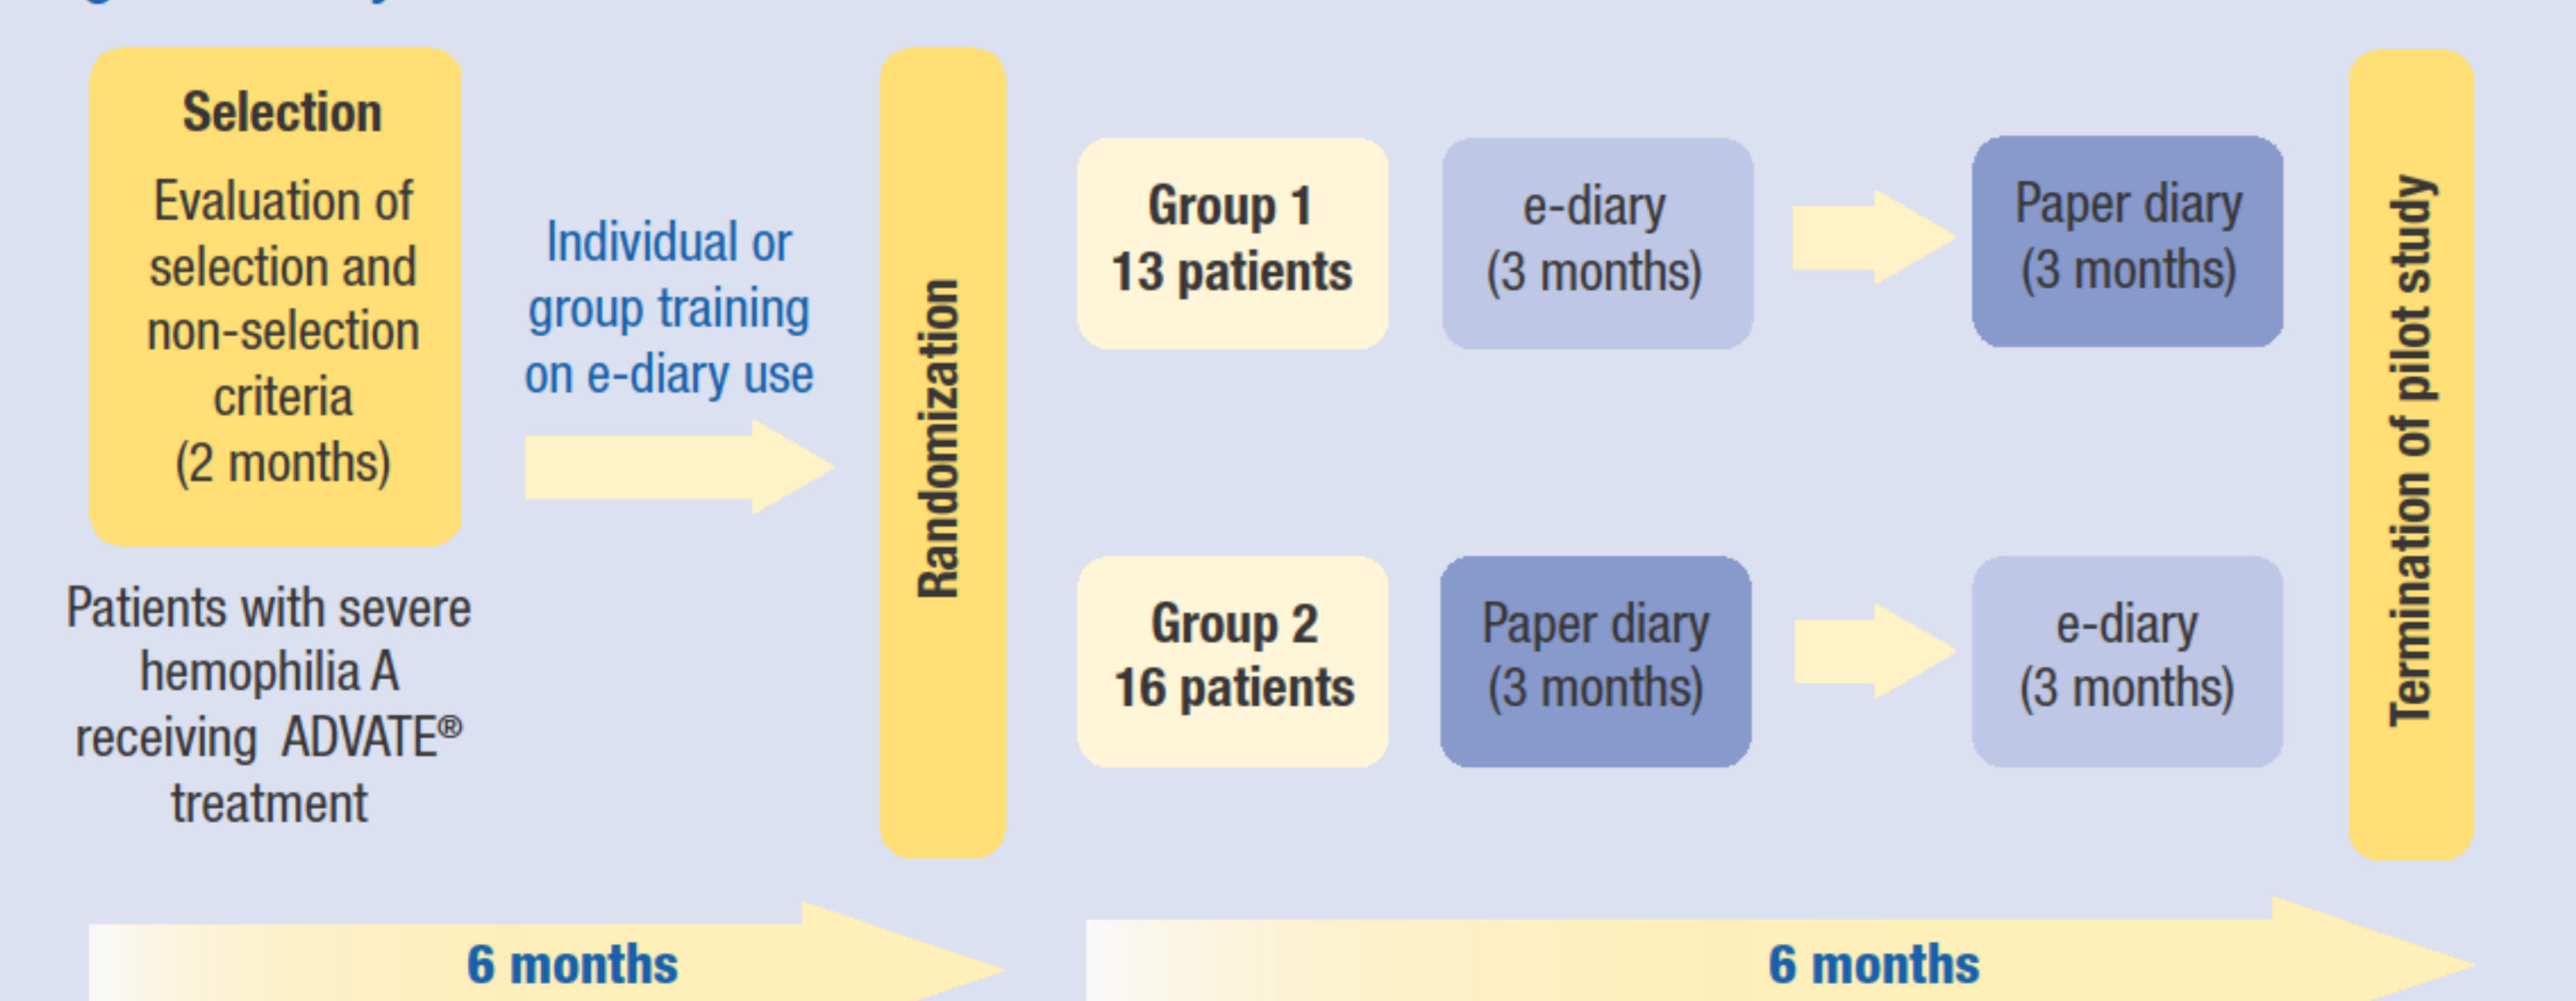 Selection
Evaluation of
selection and
non-selection
criteria
(2 months)
Patients with severe
hemophilia A
receiving ADVATE®
treatment
Individual or
group training
on e-diary use
Randomization
Group 1
13 patients
e-diary
(3 months)
Paper diary
(3 months)
Group 2
16 patients
Paper diary
(3 months)
e-diary
(3 months)
Termination of pilot study
6 months
6 months